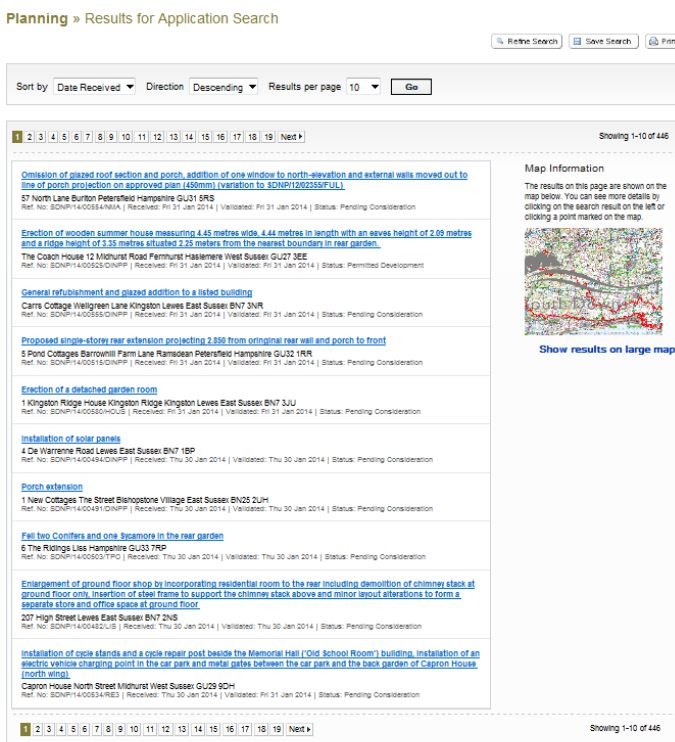 Planning » Results for Application Search
Refine Search Save Search Prin
Sort by Date Received Direction Descending Results per page 10 Go
1 2 3 4 5 6 7 8 9 10 11 12 13 14 15 16 17 18 19 Next Showing 1-10 of 446
Omission of glazed roof section and porch, addition of one window to north-elevation and external walls moved out to
line of porch projection on approved plan (450mm) (variation to SDNP/12/02355/FUL)
57 North Lane Buriton Petersfield Hampshire GU31 5RS
Ref. No: SDNP/14/00554/NMA | Received: Fri 31 Jan 2014 | Validated: Fri 31 Jan 2014 | Status: Pending Consideration
Erection of wooden summer house measuring 4.45 metres wide, 4.44 metres in length with an eaves height of 2.09 metres
and a ridge height of 3.35 metres situated 2.25 meters from the nearest boundary in rear garden.
The Coach House 12 Midhurst Road Fernhurst Haslemere West Sussex GU27 3EE
Ref. No: SDNP/14/00525/DINPP | Received: Fri 31 Jan 2014 | Validated: Fri 31 Jan 2014 | Status: Permitted Development
General refubishment and glazed addition to a listed building
Carrs Cottage Wellgreen Lane Kingston Lewes East Sussex BN7 3NR
Ref. No: SDNP/14/00555/DINPP | Received: Fri 31 Jan 2014 | Validated: Fri 31 Jan 2014 | Status: Pending Consideration
Proposed single-storey rear extension projecting 2.850 from oringinal rear wall and porch to front
5 Pond Cottages Barrowhill Farm Lane Ramsdean Petersfield Hampshire GU32 1RR
Ref. No: SDNP/14/00515/DINPP | Received: Fri 31 Jan 2014 | Validated: Fri 31 Jan 2014 | Status: Pending Consideration
Erection of a detached garden room
1 Kingston Ridge House Kingston Ridge Kingston Lewes East Sussex BN7 3JU
Ref. No: SDNP/14/00580/HOUS | Received: Fri 31 Jan 2014 | Validated: Fri 31 Jan 2014 | Status: Pending Consideration
Installation of solar panels
4 De Warrenne Road Lewes East Sussex BN7 1BP
Ref. No: SDNP/14/00494/DINPP | Received: Thu 30 Jan 2014 | Validated: Thu 30 Jan 2014 | Status: Pending Consideration
Porch extension
1 New Cottages The Street Bishopstone Village East Sussex BN25 2UH
Ref. No: SDNP/14/00491/DINPP | Received: Thu 30 Jan 2014 | Validated: Thu 30 Jan 2014 | Status: Pending Consideration
Fell two Conifers and one Sycamore in the rear garden
6 The Ridings Liss Hampshire GU33 7RP
Ref. No: SDNP/14/00503/TPO | Received: Thu 30 Jan 2014 | Validated: Thu 30 Jan 2014 | Status: Pending Consideration
Enlargement of ground floor shop by incorporating residential room to the rear including demolition of chimney stack at
ground floor only, insertion of steel frame to support the chimney stack above and minor layout alterations to form a
separate store and office space at ground floor
207 High Street Lewes East Sussex BN7 2NS
Ref. No: SDNP/14/00482/LIS | Received: Thu 30 Jan 2014 | Validated: Thu 30 Jan 2014 | Status: Pending Consideration
Installation of cycle stands and a cycle repair post beside the Memorial Hall ('Old School Room') building, installation of an
electric vehicle charging point in the car park and metal gates between the car park and the back garden of Capron House
(north wing)
Capron House North Street Midhurst West Sussex GU29 9DH
Ref. No: SDNP/14/00534/RE3 | Received: Thu 30 Jan 2014 | Validated: Fri 31 Jan 2014 | Status: Pending Consideration
Map Information
The results on this page are shown on the
map below. You can see more details by
clicking on the search result on the left or
clicking a point marked on the map.
Show results on large map
1 2 3 4 5 6 7 8 9 10 11 12 13 14 15 16 17 18 19 Next Showing 1-10 of 446